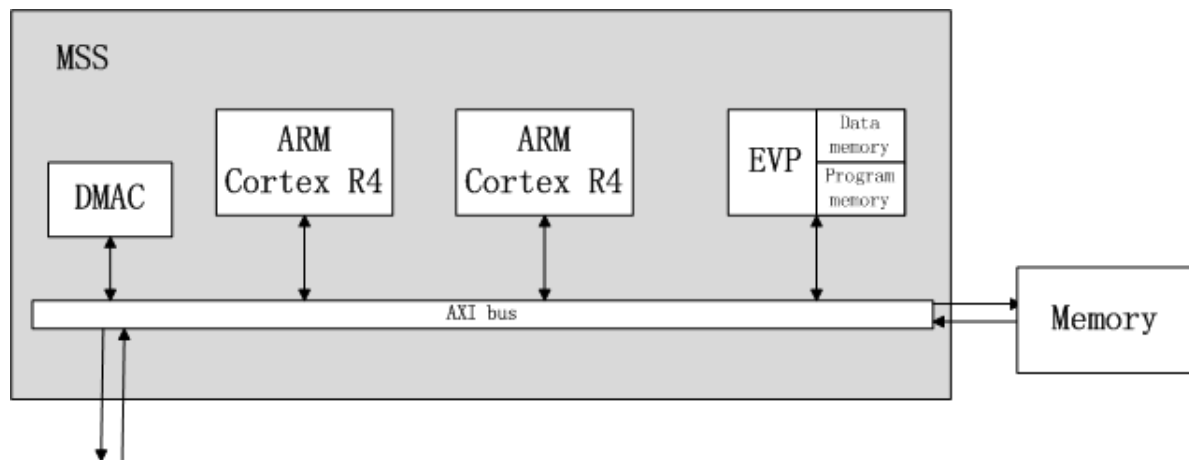 MSS
DMAC
ARM
Cortex R4
ARM
Cortex R4
EVP
Data
memory
Program
memory
AXI bus
Memory